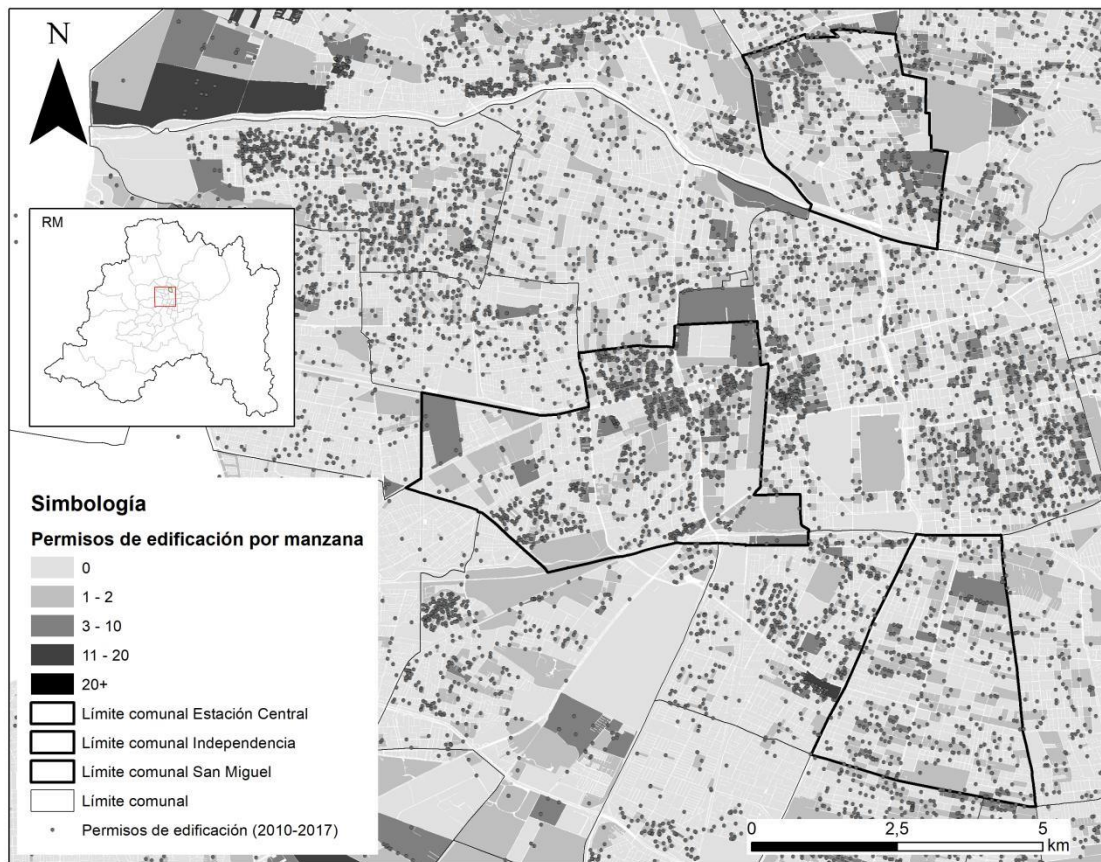 N
RM
Simbología
Permisos de edificación por manzana
0
1 - 2
3 - 10
11 - 20
20+
Límite comunal Estación Central
Límite comunal Independencia
Límite comunal San Miguel
Límite comunal
Permisos de edificación (2010-2017)
0 2,5 5
km